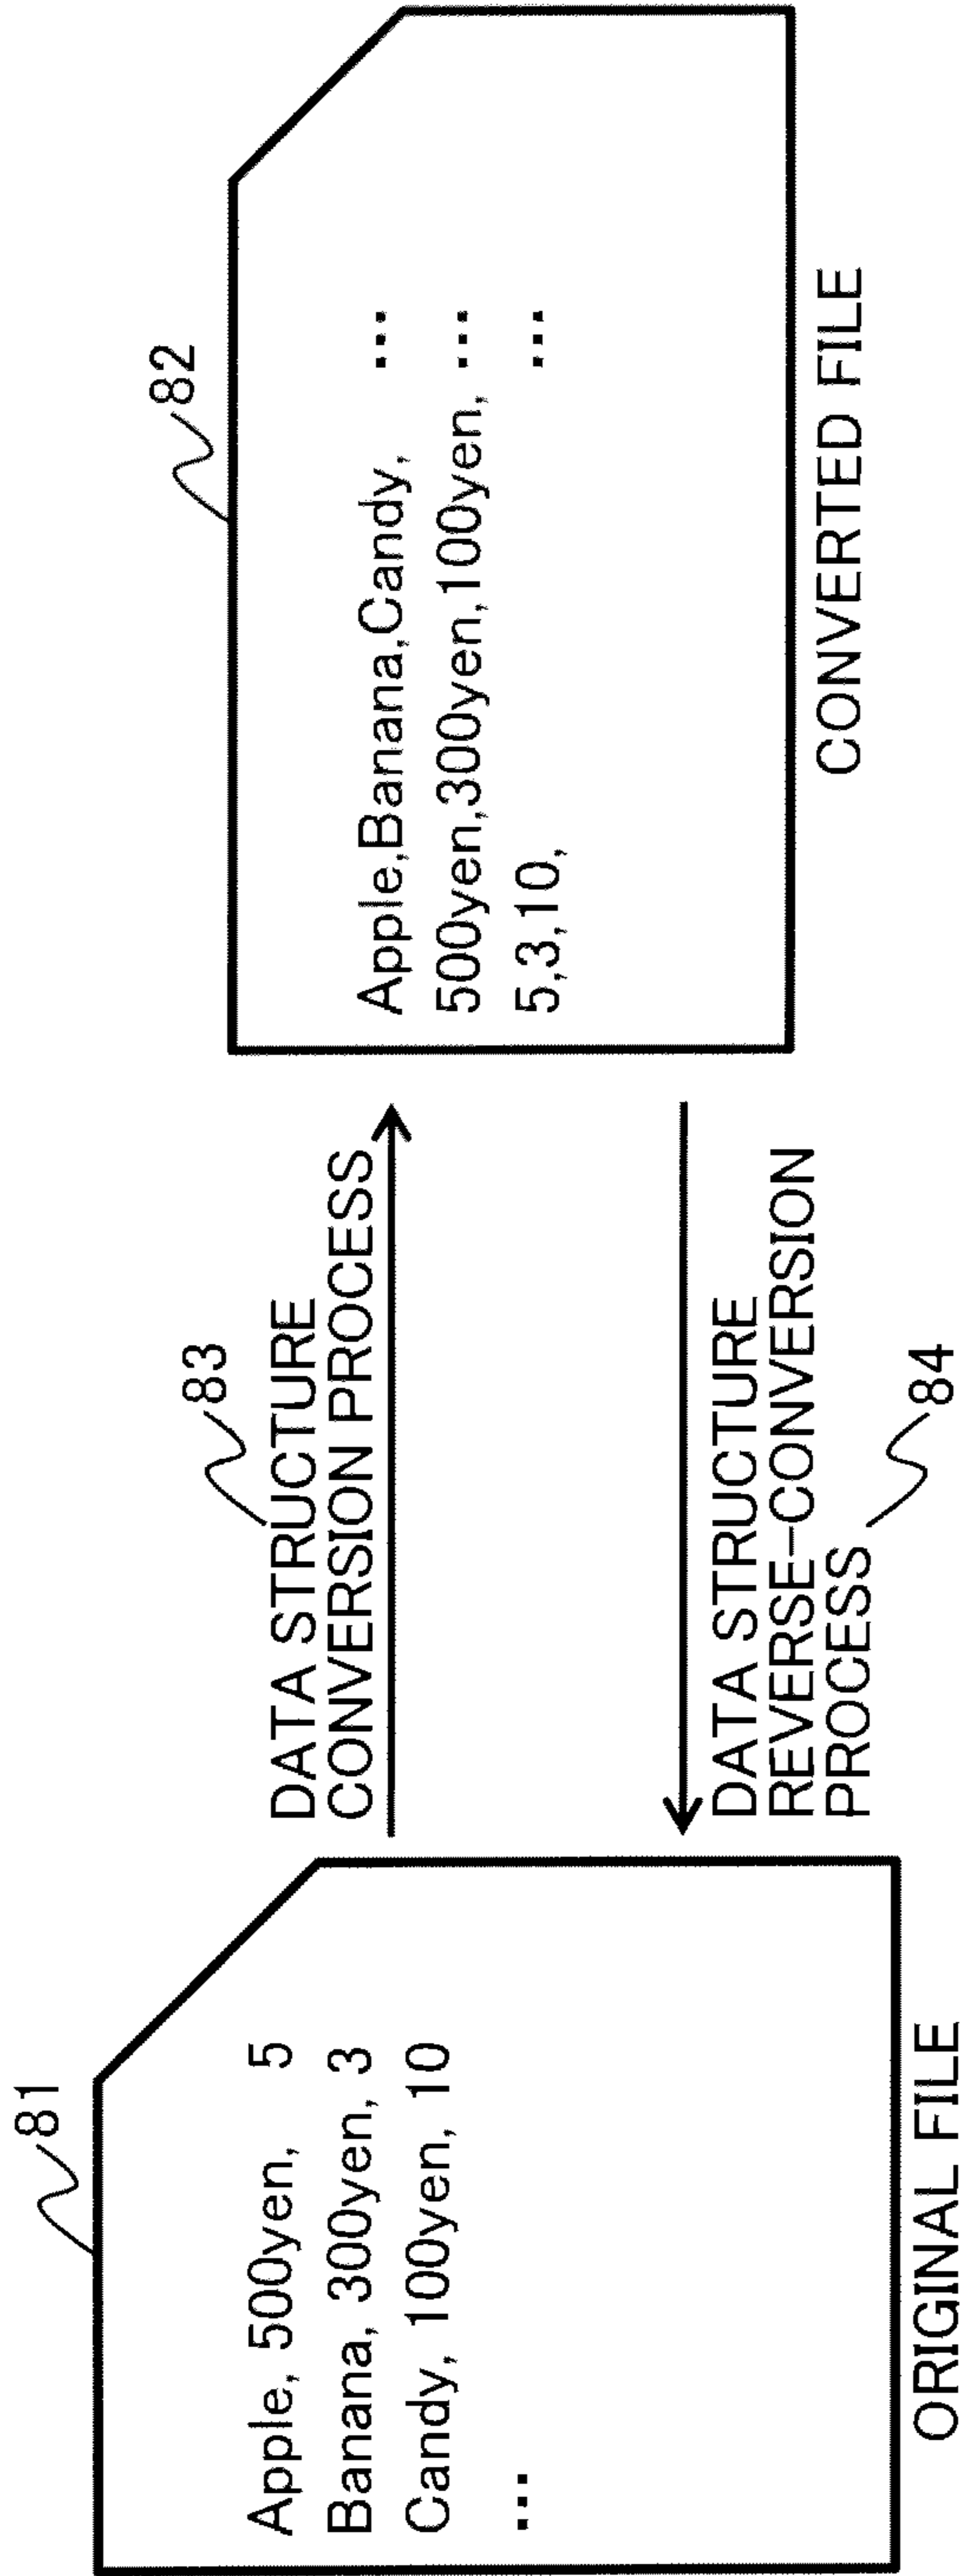 81
Apple, 500yen, 5
Banana, 300yen, 3
Candy, 100yen, 10
...
ORIGINAL FILE
83
DATA STRUCTURE
CONVERSION PROCESS
DATA STRUCTURE
REVERSE-CONVERSION
PROCESS
84
82
Apple,Banana,Candy, ...
500yen,300yen,100yen, ...
5,3,10, ...
CONVERTED FILE